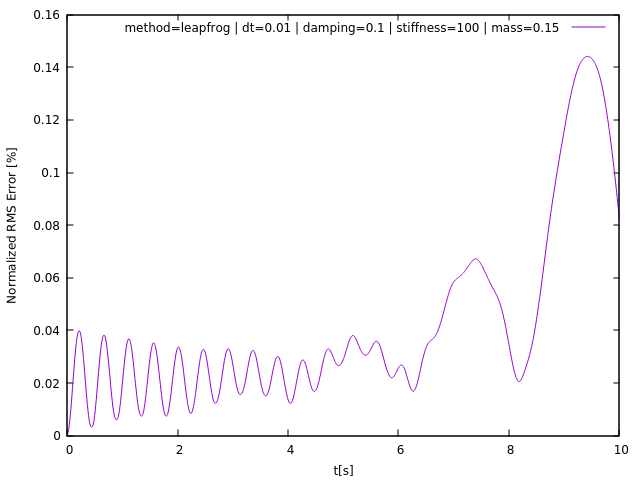 method=leapfrog | dt=0.01 | damping=0.1 | stiffness=100 | mass=0.15
Normalized RMS Error [%]
0.16
0.14
0.12
0.1
0.08
0.06
0.04
0.02
0
0 2 4 6 8 10
t[s]